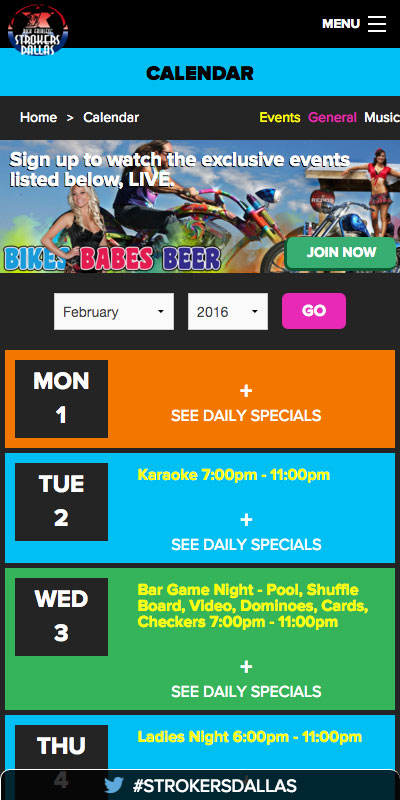 RICK FAIRLESS'
STROKERS
DALLAS
MENU
CALENDAR
Home > Calendar
Events General Music
Sign up to watch the exclusive events
listed below, LIVE.
BIKES BABES BEER
JOIN NOW
February 2016 GO
MON
1
+
SEE DAILY SPECIALS
TUE
2
Karaoke 7:00pm - 11:00pm
+
SEE DAILY SPECIALS
WED
3
Bar Game Night - Pool, Shuffle
Board, Video, Dominoes, Cards,
Checkers 7:00pm - 11:00pm
+
SEE DAILY SPECIALS
THU
4
Ladies Night 6:00pm - 11:00pm
#STROKERSDALLAS